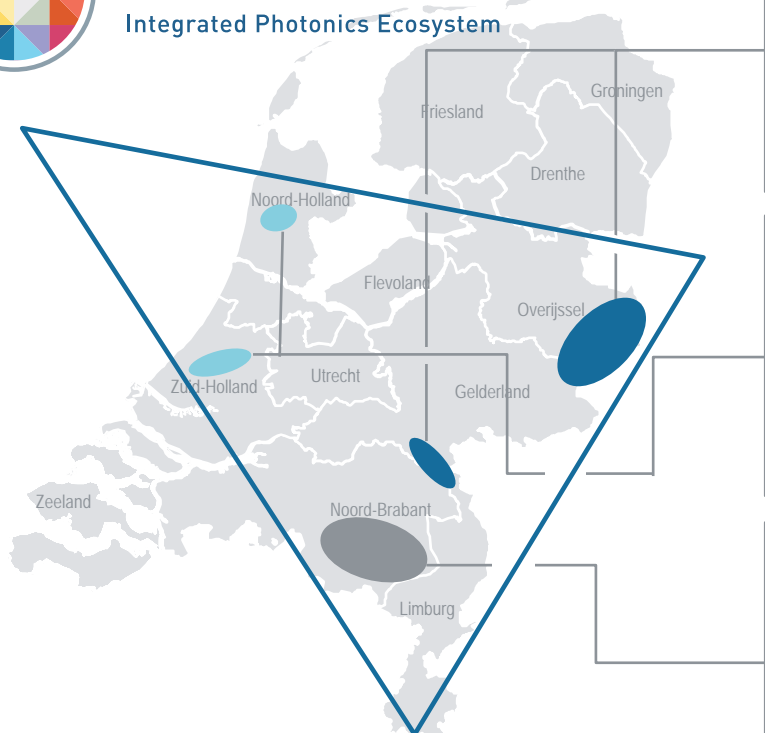 Integrated Photonics Ecosystem
Groningen
Friesland
Drenthe
Noord-Holland
Flevoland
Overijssel
Utrecht
Zuid-Holland
Gelderland
Zeeland
Noord-Brabant
Limburg